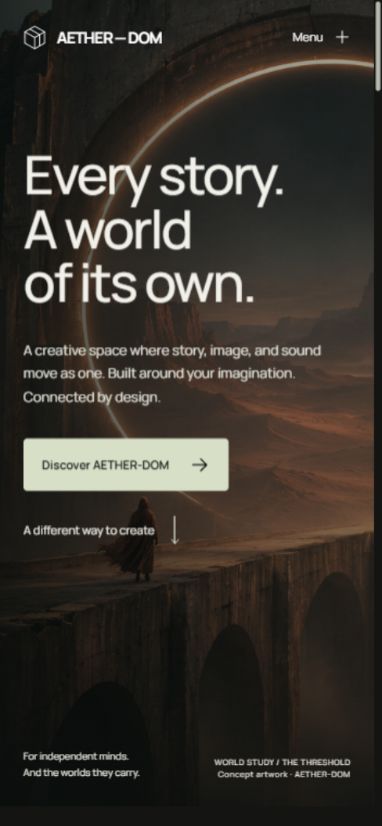 AETHER—DOM
Menu
Every story.
A world
of its own.
A creative space where story, image, and sound
move as one. Built around your imagination.
Connected by design.
Discover AETHER-DOM
A different way to create
For independent minds.
And the worlds they carry.
WORLD STUDY / THE THRESHOLD
Concept artwork · AETHER-DOM